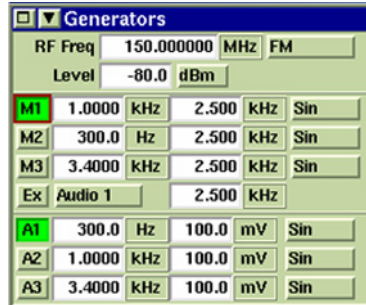 Generators
RF Freq 150.000000 MHz FM
Level -80.0 dBm
M1 1.0000 kHz 2.500 kHz Sin
M2 300.0 Hz 2.500 kHz Sin
M3 3.4000 kHz 2.500 kHz Sin
Ex Audio 1 2.500 kHz
A1 300.0 Hz 100.0 mV Sin
A2 1.0000 kHz 100.0 mV Sin
A3 3.4000 kHz 100.0 mV Sin